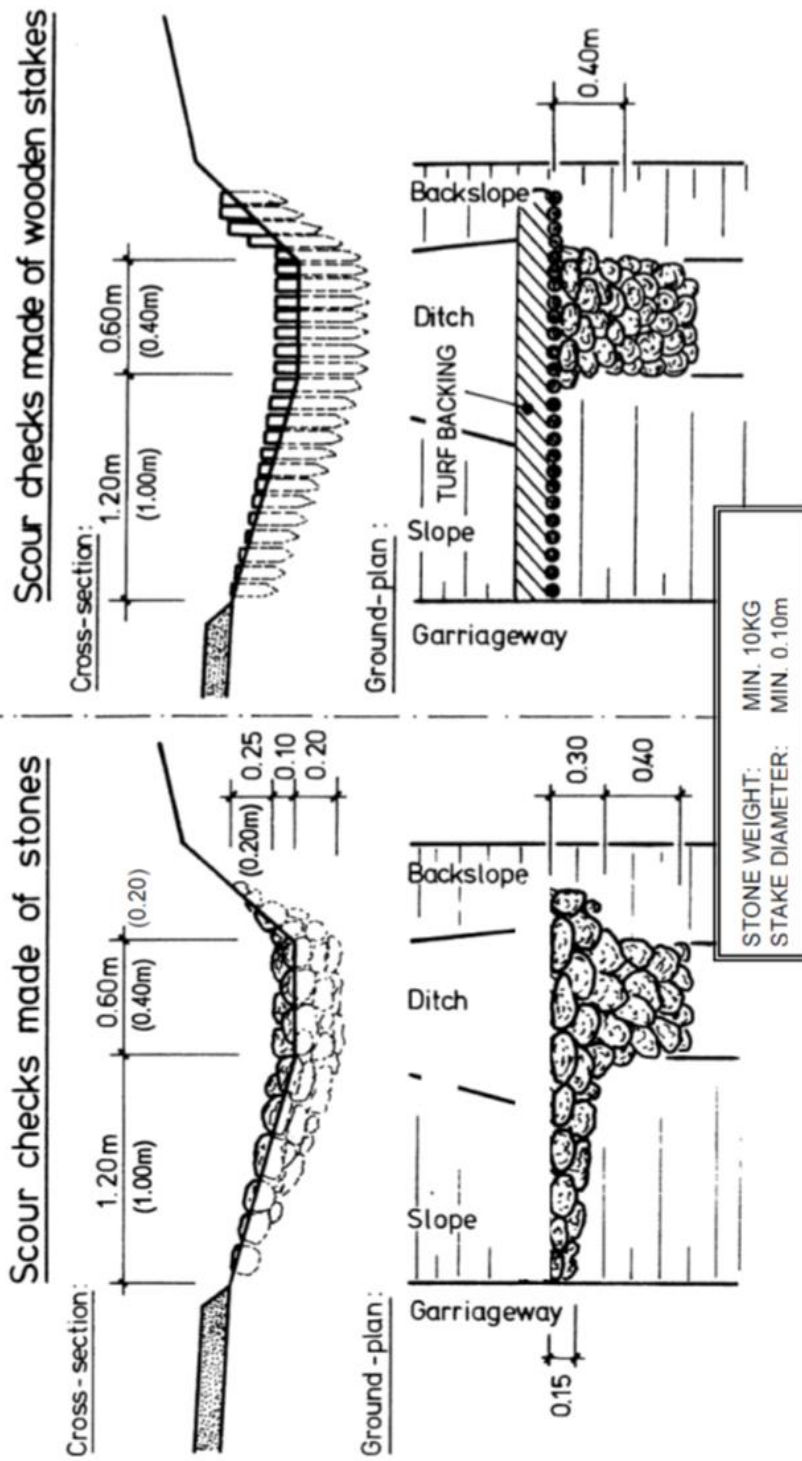 Scour checks made of stones
Cross-section:
1.20m
(1.00m)
0.60m
(0.40m)
(0.20)
(0.20m)
0.25
0.10
0.20
Ground-plan:
Garriageway
Slope
Ditch
Backslope
0.15
0.30
0.40
Scour checks made of wooden stakes
Cross-section:
1.20m
(1.00m)
0.60m
(0.40m)
Ground-plan:
Garriageway
Slope
TURF BACKING
Ditch
Backslope
0.40m
STONE WEIGHT: MIN. 10KG
STAKE DIAMETER: MIN. 0.10m